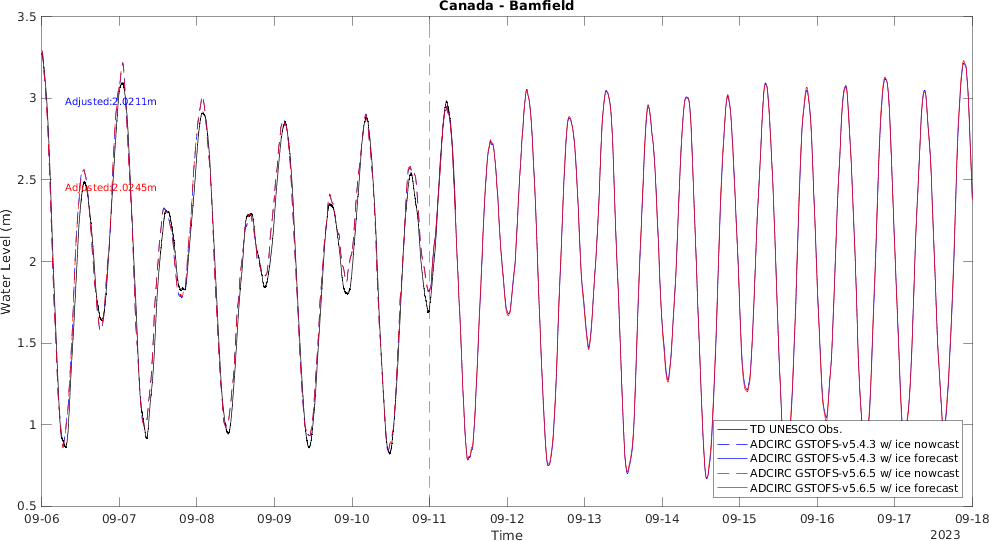 Canada - Bamfield
3.5
3
2.5
2
1.5
1
0.5
Water Level (m)
Adjusted:2.0211m
Adjusted:2.0245m
TD UNESCO Obs.
ADCIRC GSTOFS-v5.4.3 w/ ice nowcast
ADCIRC GSTOFS-v5.4.3 w/ ice forecast
ADCIRC GSTOFS-v5.6.5 w/ ice nowcast
ADCIRC GSTOFS-v5.6.5 w/ ice forecast
09-06 09-07 09-08 09-09 09-10 09-11 09-12 09-13 09-14 09-15 09-16 09-17 09-18
Time
2023